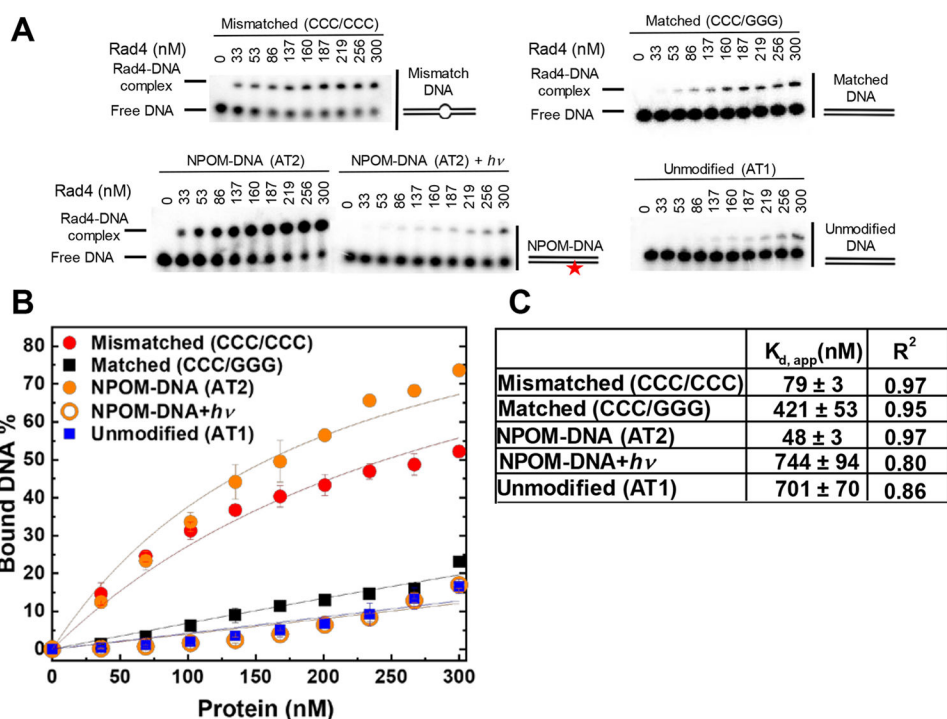 A
Mismatched (CCC/CCC)
Rad4 (nM)
0 33 53 86 137 160 187 219 256 300
Rad4-DNA
complex
Free DNA
Mismatch
DNA
Matched (CCC/GGG)
Rad4 (nM)
0 33 53 86 137 160 187 219 256 300
Rad4-DNA
complex
Free DNA
Matched
DNA
NPOM-DNA (AT2)
NPOM-DNA (AT2) + hν
Rad4 (nM)
0 33 53 86 137 160 187 219 256 300
0 33 53 86 137 160 187 219 256 300
Rad4-DNA
complex
Free DNA
NPOM-DNA
Unmodified (AT1)
Rad4 (nM)
0 33 53 86 137 160 187 219 256 300
Rad4-DNA
complex
Free DNA
Unmodified
DNA
B
Mismatched (CCC/CCC)
Matched (CCC/GGG)
NPOM-DNA (AT2)
NPOM-DNA+hν
Unmodified (AT1)
Bound DNA %
80
70
60
50
40
30
20
10
0
0 50 100 150 200 250 300
Protein (nM)
C
Kd, app(nM) R²
Mismatched (CCC/CCC) 79 ± 3 0.97
Matched (CCC/GGG) 421 ± 53 0.95
NPOM-DNA (AT2) 48 ± 3 0.97
NPOM-DNA+hν 744 ± 94 0.80
Unmodified (AT1) 701 ± 70 0.86